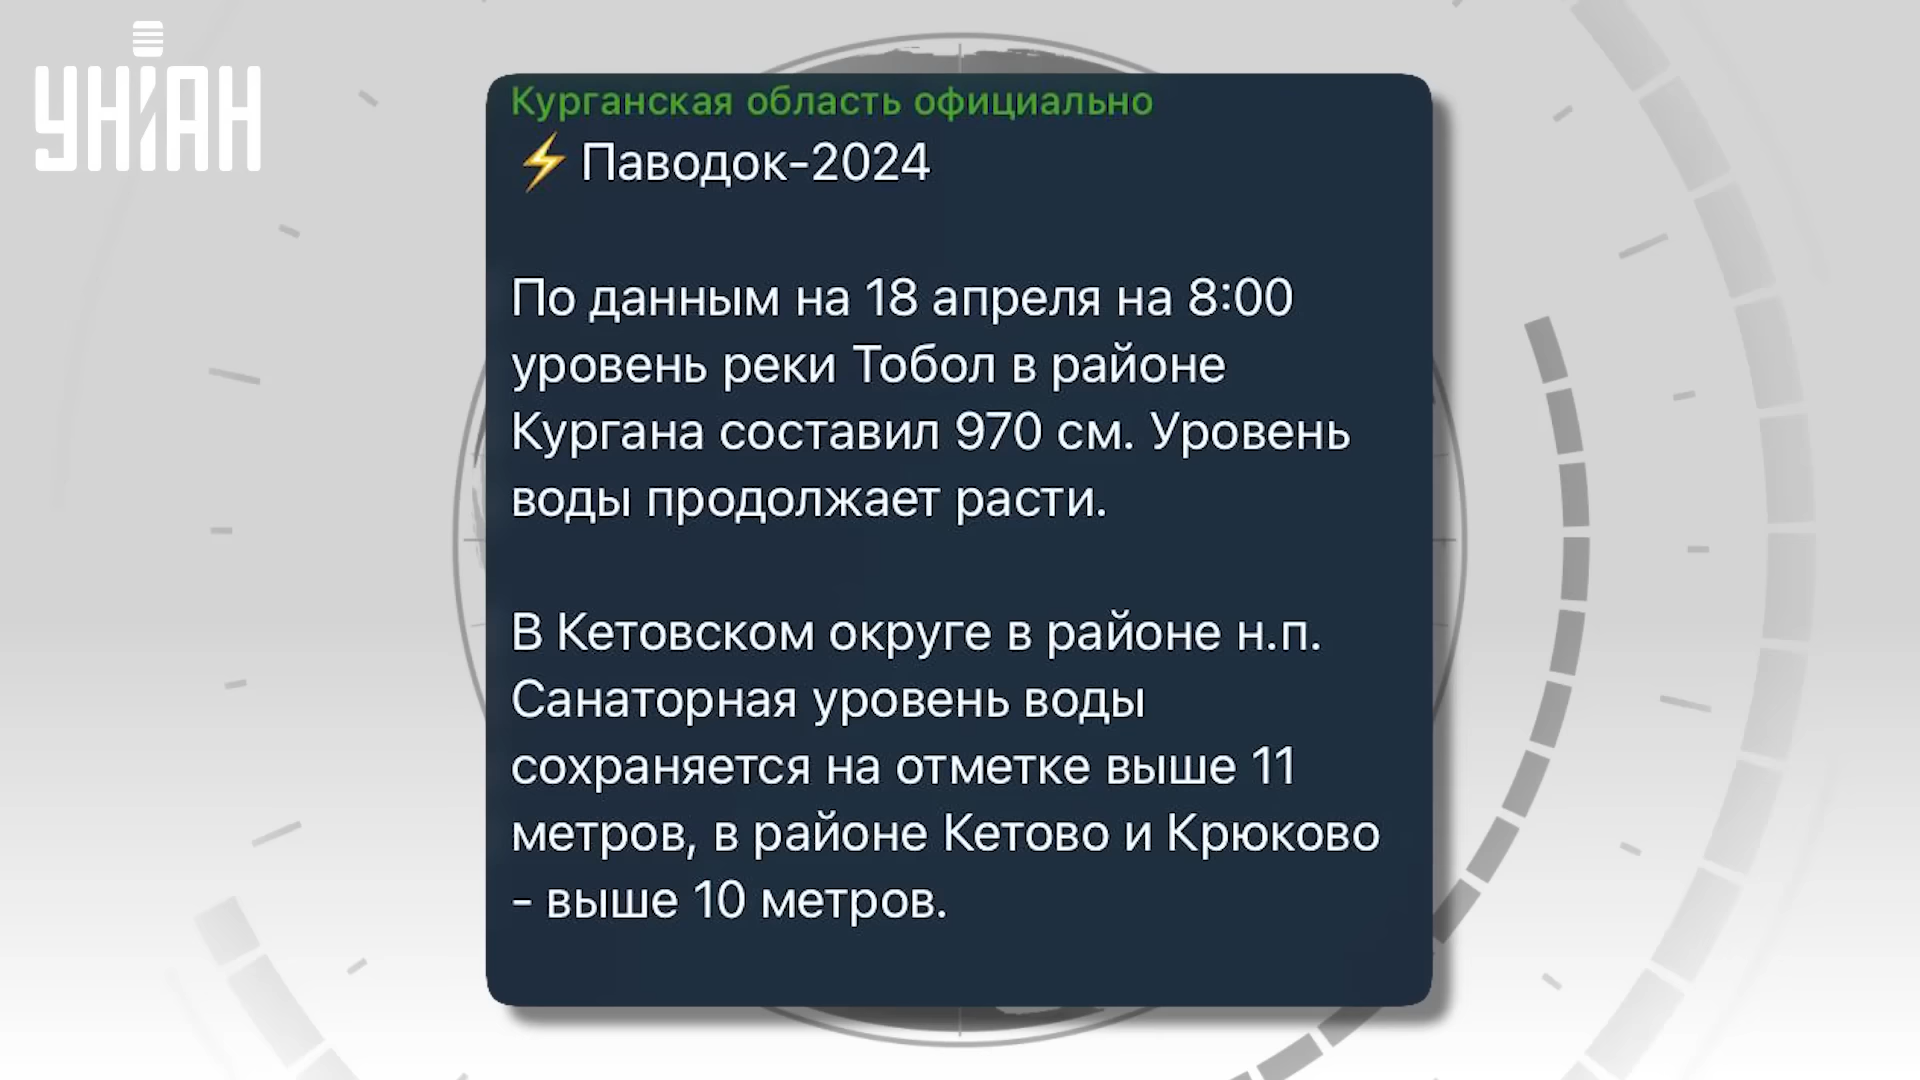 УНІАН
Курганская область официально
⚡Паводок-2024
По данным на 18 апреля на 8:00
уровень реки Тобол в районе
Кургана составил 970 см. Уровень
воды продолжает расти.
В Кетовском округе в районе н.п.
Санаторная уровень воды
сохраняется на отметке выше 11
метров, в районе Кетово и Крюково
- выше 10 метров.